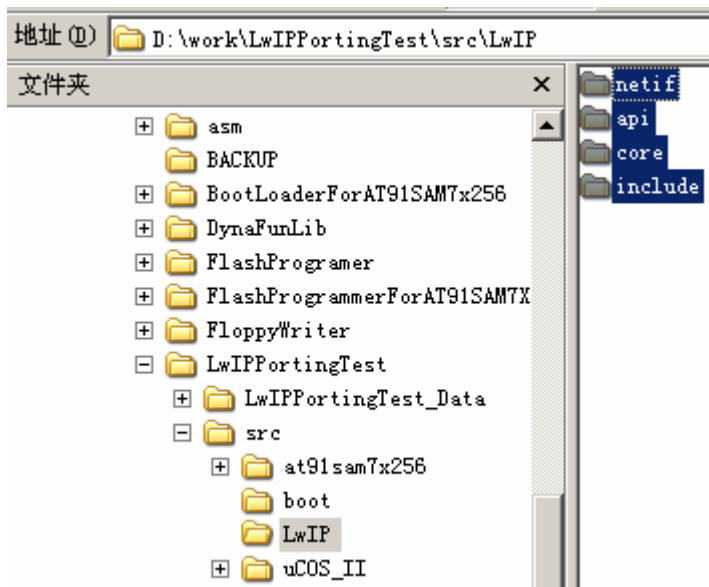 地址(D) D:\work\LwIPPortingTest\src\LwIP
文件夹
asm
BACKUP
BootLoaderForAT91SAM7x256
DynaFunLib
FlashProgramer
FlashProgrammerForAT91SAM7X
FloppyWriter
LwIPPortingTest
LwIPPortingTest_Data
src
at91sam7x256
boot
LwIP
uCOS_II
netif
api
core
include